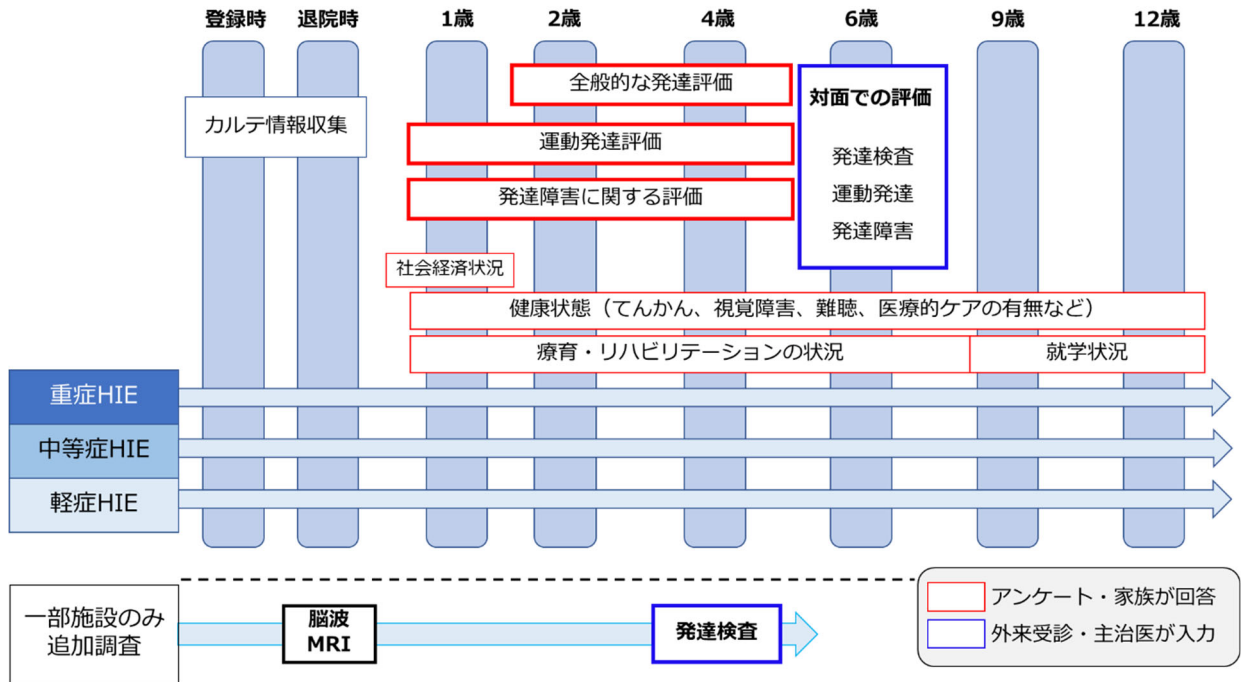 登録時 退院時 1歳 2歳 4歳 6歳 9歳 12歳
全般的な発達評価
対面での評価
カルテ情報収集
運動発達評価
発達検査
運動発達
発達障害
発達障害に関する評価
社会経済状況
健康状態（てんかん、視覚障害、難聴、医療的ケアの有無など）
療育・リハビリテーションの状況
就学状況
重症HIE
中等症HIE
軽症HIE
一部施設のみ
追加調査
脳波
MRI
発達検査
アンケート・家族が回答
外来受診・主治医が入力